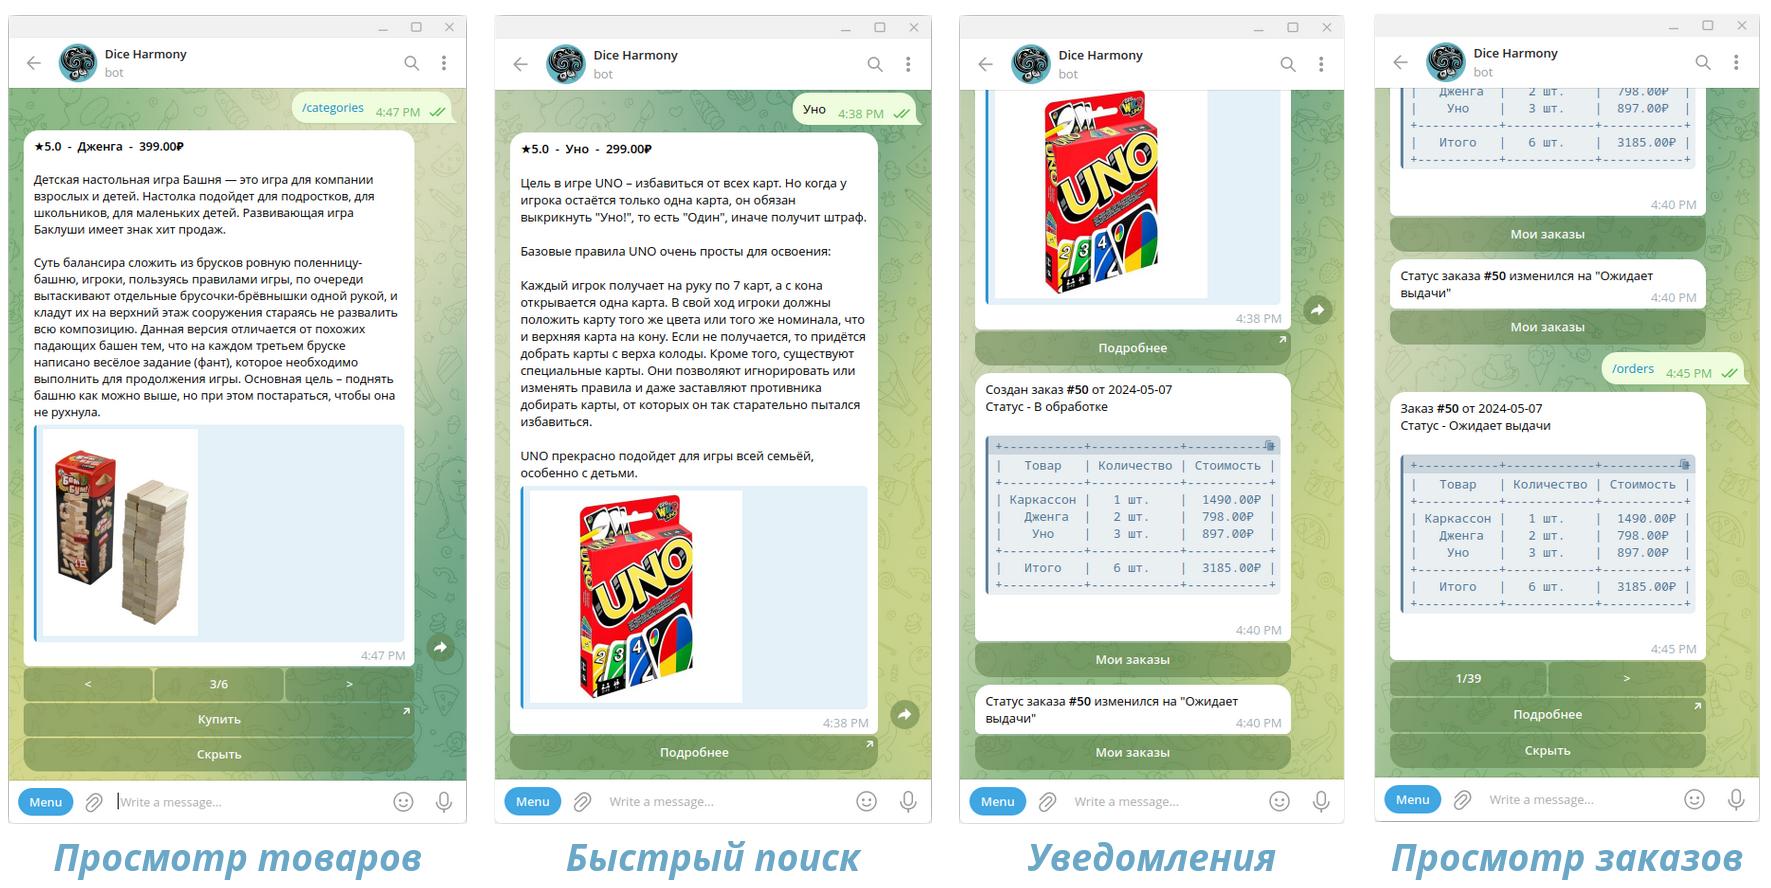 Dice Harmony
bot
/categories 4:47 PM
★5.0 - Дженга - 399.00₽
Детская настольная игра Башня — это игра для компании
взрослых и детей. Настолка подойдет для подростков, для
школьников, для маленьких детей. Развивающая игра
Баклуши имеет знак хит продаж.
Суть балансира сложить из брусков ровную поленницу-
башню, игроки, пользуясь правилами игры, по очереди
вытаскивают отдельные брусочки-брёвнышки одной рукой, и
кладут их на верхний этаж сооружения стараясь не развалить
всю композицию. Данная версия отличается от похожих
падающих башен тем, что на каждом третьем бруске
написано весёлое задание (фант), которое необходимо
выполнить для продолжения игры. Основная цель – поднять
башню как можно выше, но при этом постараться, чтобы она
не рухнула.
4:47 PM
< 3/6 >
Купить
Скрыть
Menu Write a message...
Просмотр товаров
Dice Harmony
bot
Уно 4:38 PM
★5.0 - Уно - 299.00₽
Цель в игре UNO – избавиться от всех карт. Но когда у
игрока остаётся только одна карта, он обязан
выкрикнуть "Уно!", то есть "Один", иначе получит штраф.
Базовые правила UNO очень просты для освоения:
Каждый игрок получает на руку по 7 карт, а с кона
открывается одна карта. В свой ход игроки должны
положить карту того же цвета или того же номинала, что
и верхняя карта на кону. Если не получается, то придётся
добрать карты с верха колоды. Кроме того, существуют
специальные карты. Они позволяют игнорировать или
изменять правила и даже заставляют противника
добирать карты, от которых он так старательно пытался
избавиться.
UNO прекрасно подойдет для игры всей семьёй,
особенно с детьми.
UNO
2 3 4
4:38 PM
Подробнее
Menu Write a message...
Быстрый поиск
Dice Harmony
bot
UNO
2 3 4
4:38 PM
Подробнее
Создан заказ #50 от 2024-05-07
Статус - В обработке
+-----------+------------+-----------+
| Товар | Количество | Стоимость |
+-----------+------------+-----------+
| Каркассон | 1 шт. | 1490.00₽ |
| Дженга | 2 шт. | 798.00₽ |
| Уно | 3 шт. | 897.00₽ |
+-----------+------------+-----------+
| Итого | 6 шт. | 3185.00₽ |
+-----------+------------+-----------+
4:40 PM
Мои заказы
Статус заказа #50 изменился на "Ожидает
выдачи" 4:40 PM
Мои заказы
Menu Write a message...
Уведомления
Dice Harmony
bot
| Дженга | 2 шт. | 798.00₽ |
| Уно | 3 шт. | 897.00₽ |
+-----------+------------+-----------+
| Итого | 6 шт. | 3185.00₽ |
+-----------+------------+-----------+
4:40 PM
Мои заказы
Статус заказа #50 изменился на "Ожидает
выдачи" 4:40 PM
Мои заказы
/orders 4:45 PM
Заказ #50 от 2024-05-07
Статус - Ожидает выдачи
+-----------+------------+-----------+
| Товар | Количество | Стоимость |
+-----------+------------+-----------+
| Каркассон | 1 шт. | 1490.00₽ |
| Дженга | 2 шт. | 798.00₽ |
| Уно | 3 шт. | 897.00₽ |
+-----------+------------+-----------+
| Итого | 6 шт. | 3185.00₽ |
+-----------+------------+-----------+
4:45 PM
1/39 >
Подробнее
Скрыть
Menu Write a message...
Просмотр заказов